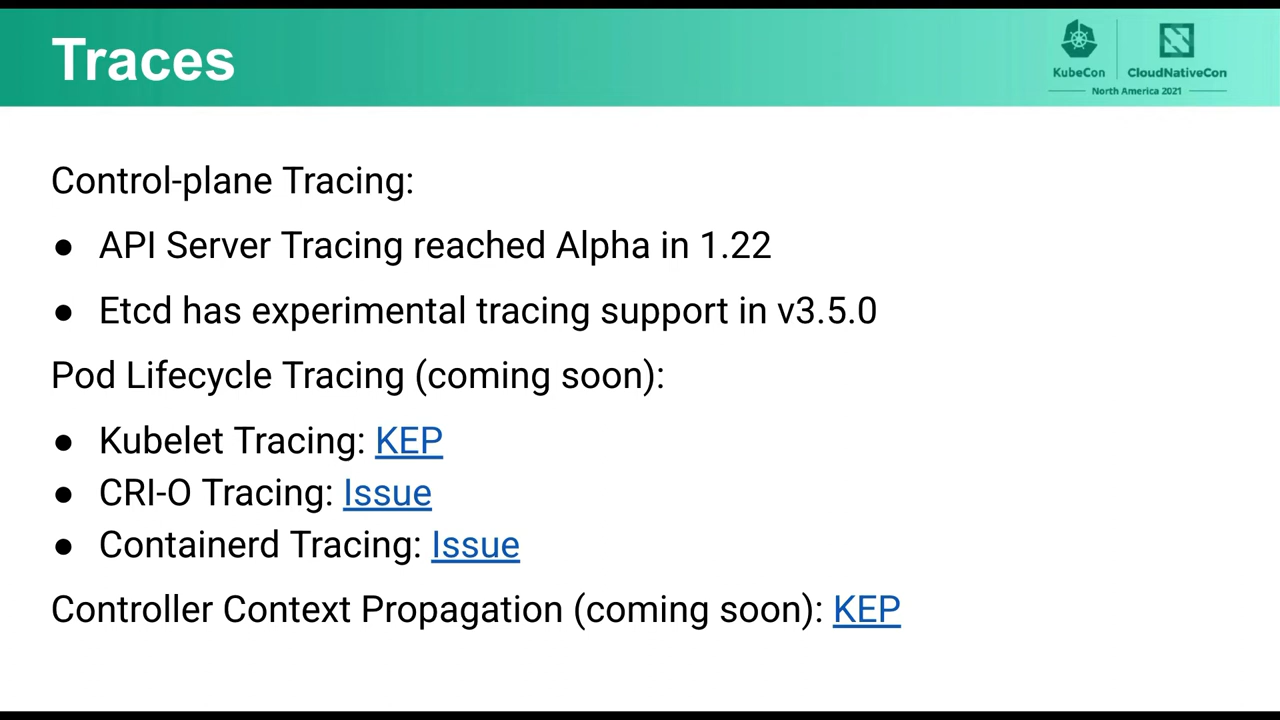 Traces
KubeCon
CloudNativeCon
North America 2021
Control-plane Tracing:
● API Server Tracing reached Alpha in 1.22
● Etcd has experimental tracing support in v3.5.0
Pod Lifecycle Tracing (coming soon):
● Kubelet Tracing: KEP
● CRI-O Tracing: Issue
● Containerd Tracing: Issue
Controller Context Propagation (coming soon): KEP